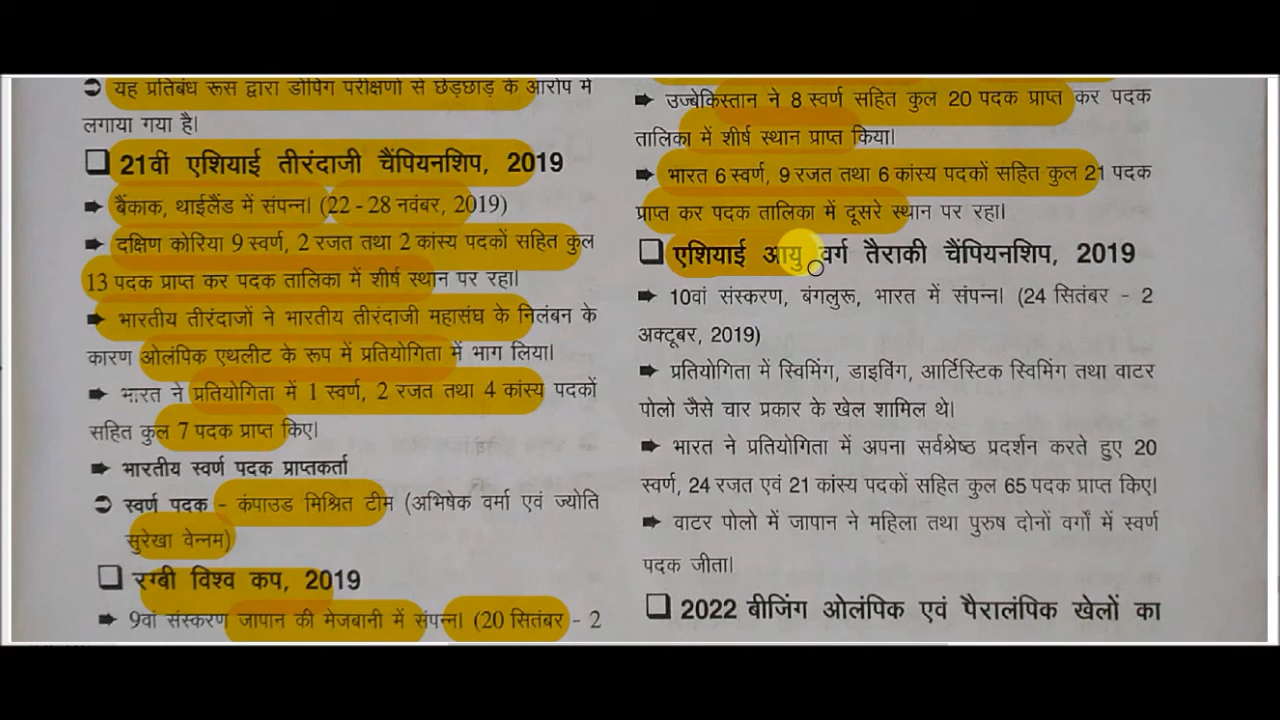 यह प्रतिबंध रूस द्वारा डोपिंग परीक्षणों से छेड़छाड़ के आरोप में
लगाया गया है।
21वीं एशियाई तीरंदाजी चैंपियनशिप, 2019
बैंकाक, थाईलैंड में संपन्न। (22 - 28 नवंबर, 2019)
दक्षिण कोरिया 9 स्वर्ण, 2 रजत तथा 2 कांस्य पदकों सहित कुल
13 पदक प्राप्त कर पदक तालिका में शीर्ष स्थान पर रहा।
भारतीय तीरंदाजों ने भारतीय तीरंदाजी महासंघ के निलंबन के
कारण ओलंपिक एथलीट के रूप में प्रतियोगिता में भाग लिया।
भारत ने प्रतियोगिता में 1 स्वर्ण, 2 रजत तथा 4 कांस्य पदकों
सहित कुल 7 पदक प्राप्त किए।
भारतीय स्वर्ण पदक प्राप्तकर्ता
स्वर्ण पदक - कंपाउड मिश्रित टीम (अभिषेक वर्मा एवं ज्योति
सुरेखा वेन्नम)
रग्बी विश्व कप, 2019
9वां संस्करण जापान की मेजबानी में संपन्न। (20 सितंबर - 2
उज्बेकिस्तान ने 8 स्वर्ण सहित कुल 20 पदक प्राप्त कर पदक
तालिका में शीर्ष स्थान प्राप्त किया।
भारत 6 स्वर्ण, 9 रजत तथा 6 कांस्य पदकों सहित कुल 21 पदक
प्राप्त कर पदक तालिका में दूसरे स्थान पर रहा।
एशियाई आयु वर्ग तैराकी चैंपियनशिप, 2019
10वां संस्करण, बंगलुरू, भारत में संपन्न। (24 सितंबर - 2
अक्टूबर, 2019)
प्रतियोगिता में स्विमिंग, डाइविंग, आर्टिस्टिक स्विमिंग तथा वाटर
पोलो जैसे चार प्रकार के खेल शामिल थे।
भारत ने प्रतियोगिता में अपना सर्वश्रेष्ठ प्रदर्शन करते हुए 20
स्वर्ण, 24 रजत एवं 21 कांस्य पदकों सहित कुल 65 पदक प्राप्त किए।
वाटर पोलो में जापान ने महिला तथा पुरुष दोनों वर्गों में स्वर्ण
पदक जीता।
2022 बीजिंग ओलंपिक एवं पैरालंपिक खेलों का